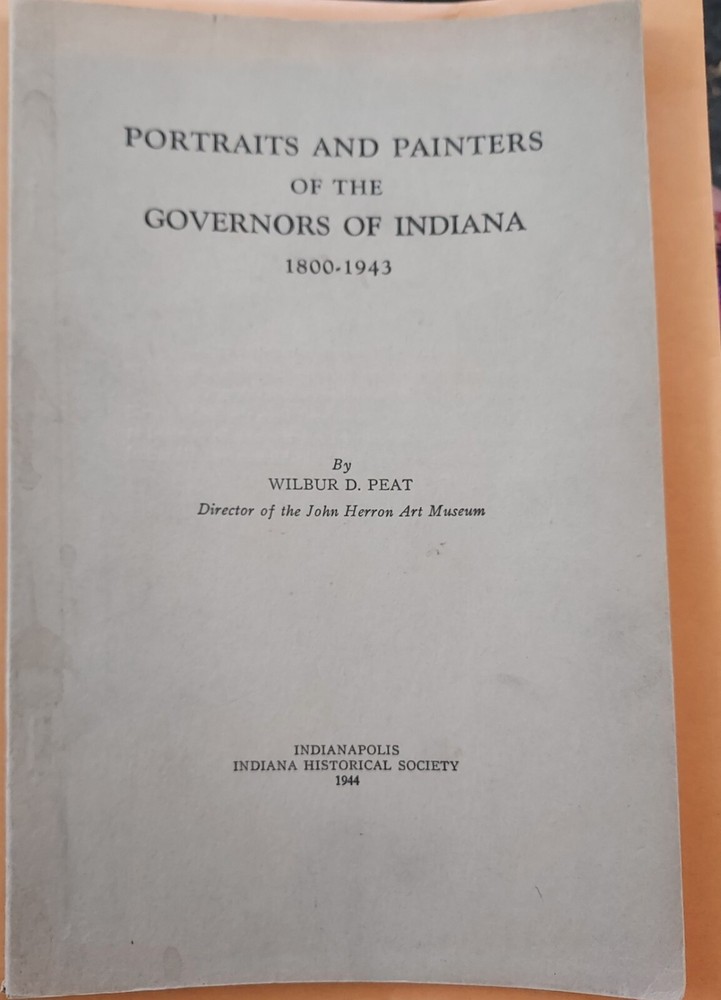 PORTRAITS AND PAINTERS
OF THE
GOVERNORS OF INDIANA
1800-1943
By
WILBUR D. PEAT
Director of the John Herron Art Museum
INDIANAPOLIS
INDIANA HISTORICAL SOCIETY
1944